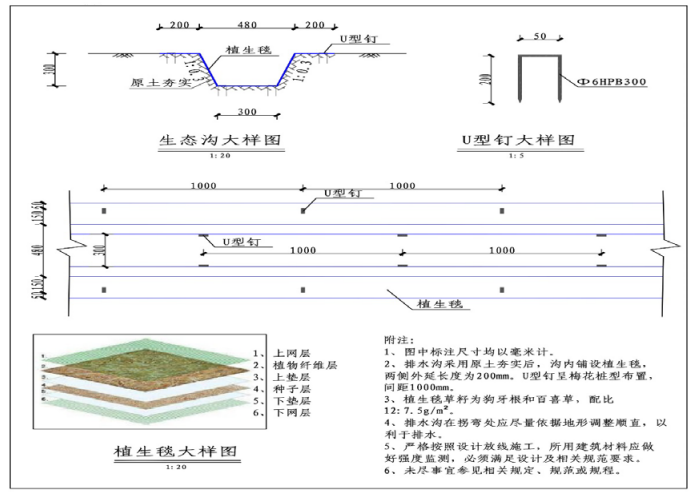 200 480 200
U型钉
植生毯
300
1:0.3 1:0.3
原土夯实
300
生态沟大样图
1:20
50
200
Φ6HPB300
U型钉大样图
1:5
1000 1000
U型钉
150 50
480
300
U型钉
1000 1000
50 150
植生毯
1、上网层
2、植物纤维层
3、上垫层
4、种子层
5、下垫层
6、下网层
植生毯大样图
1:20
附注:
1、图中标注尺寸均以毫米计。
2、排水沟采用原土夯实后，沟内铺设植生毯，
两侧外延长度为200mm。U型钉呈梅花桩型布置，
间距1000mm。
3、植生毯草籽为狗牙根和百喜草，配比
12:7.5g/m²。
4、排水沟在拐弯处应尽量依据地形调整顺直，以
利于排水。
5、严格按照设计放线施工，所用建筑材料应做
好强度监测，必须满足设计及相关规范要求。
6、未尽事宜参见相关规定、规范或规程。